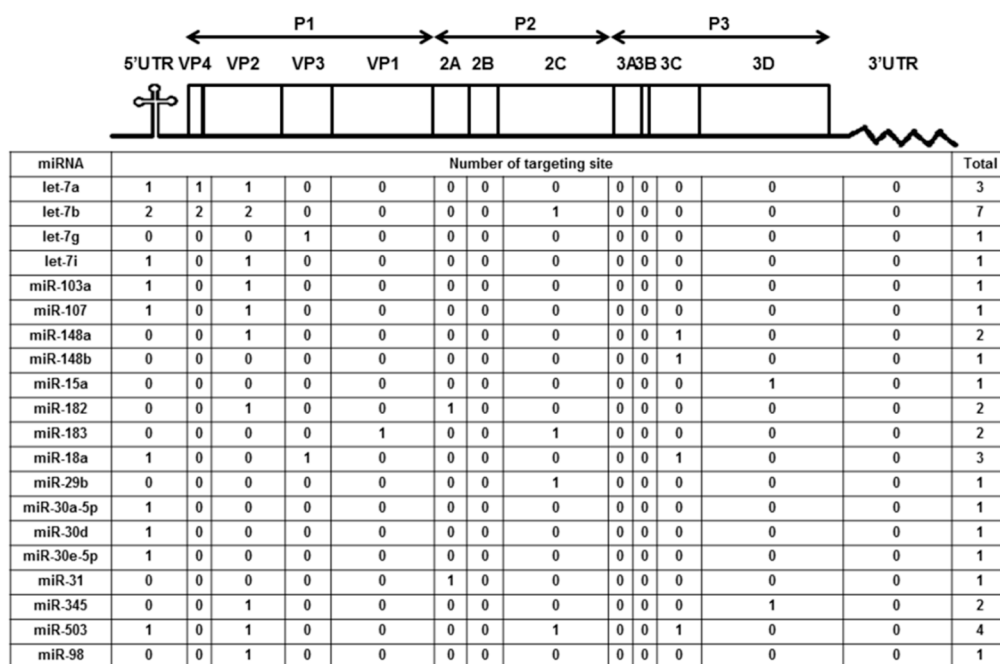 P1 P2 P3
5'UTR VP4 VP2 VP3 VP1 2A 2B 2C 3A 3B 3C 3D 3'UTR
miRNA Number of targeting site Total
let-7a 1 1 1 0 0 0 0 0 0 0 0 0 0 3
let-7b 2 2 2 0 0 0 0 1 0 0 0 0 0 7
let-7g 0 0 0 1 0 0 0 0 0 0 0 0 0 1
let-7i 1 0 1 0 0 0 0 0 0 0 0 0 0 1
miR-103a 1 0 1 0 0 0 0 0 0 0 0 0 0 1
miR-107 1 0 1 0 0 0 0 0 0 0 0 0 0 1
miR-148a 0 0 1 0 0 0 0 0 0 0 1 0 0 2
miR-148b 0 0 0 0 0 0 0 0 0 0 1 0 0 1
miR-15a 0 0 0 0 0 0 0 0 0 0 0 1 0 1
miR-182 0 0 1 0 0 1 0 0 0 0 0 0 0 2
miR-183 0 0 0 0 1 0 0 1 0 0 0 0 0 2
miR-18a 1 0 0 1 0 0 0 0 0 0 1 0 0 3
miR-29b 0 0 0 0 0 0 0 1 0 0 0 0 0 1
miR-30a-5p 1 0 0 0 0 0 0 0 0 0 0 0 0 1
miR-30d 1 0 0 0 0 0 0 0 0 0 0 0 0 1
miR-30e-5p 1 0 0 0 0 0 0 0 0 0 0 0 0 1
miR-31 0 0 0 0 0 1 0 0 0 0 0 0 0 1
miR-345 0 0 1 0 0 0 0 0 0 0 0 1 0 2
miR-503 1 0 1 0 0 0 0 1 0 0 1 0 0 4
miR-98 0 0 1 0 0 0 0 0 0 0 0 0 0 1